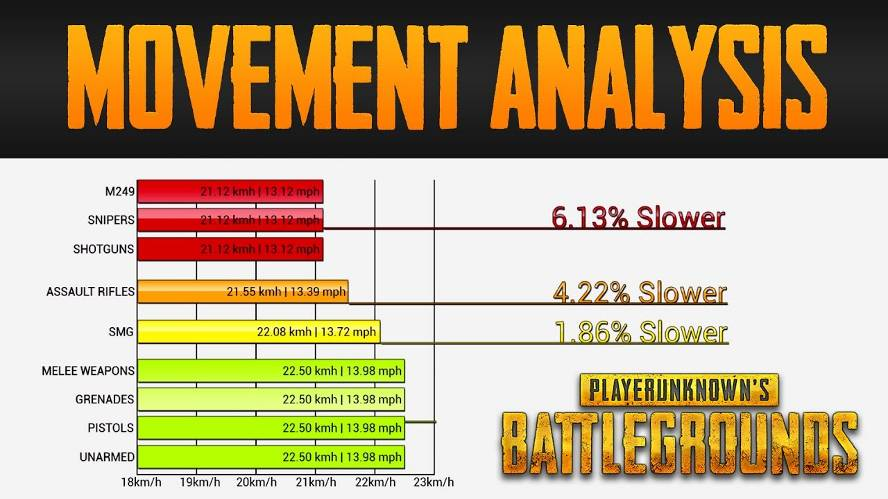 MOVEMENT ANALYSIS
M249 21.12 kmh | 13.12 mph
SNIPERS 21.12 kmh | 13.12 mph 6.13% Slower
SHOTGUNS 21.12 kmh | 13.12 mph
ASSAULT RIFLES 21.55 kmh | 13.39 mph 4.22% Slower
SMG 22.08 kmh | 13.72 mph 1.86% Slower
MELEE WEAPONS 22.50 kmh | 13.98 mph
GRENADES 22.50 kmh | 13.98 mph
PISTOLS 22.50 kmh | 13.98 mph
UNARMED 22.50 kmh | 13.98 mph
18km/h 19km/h 20km/h 21km/h 22km/h 23km/h
PLAYERUNKNOWN'S
BATTLEGROUNDS